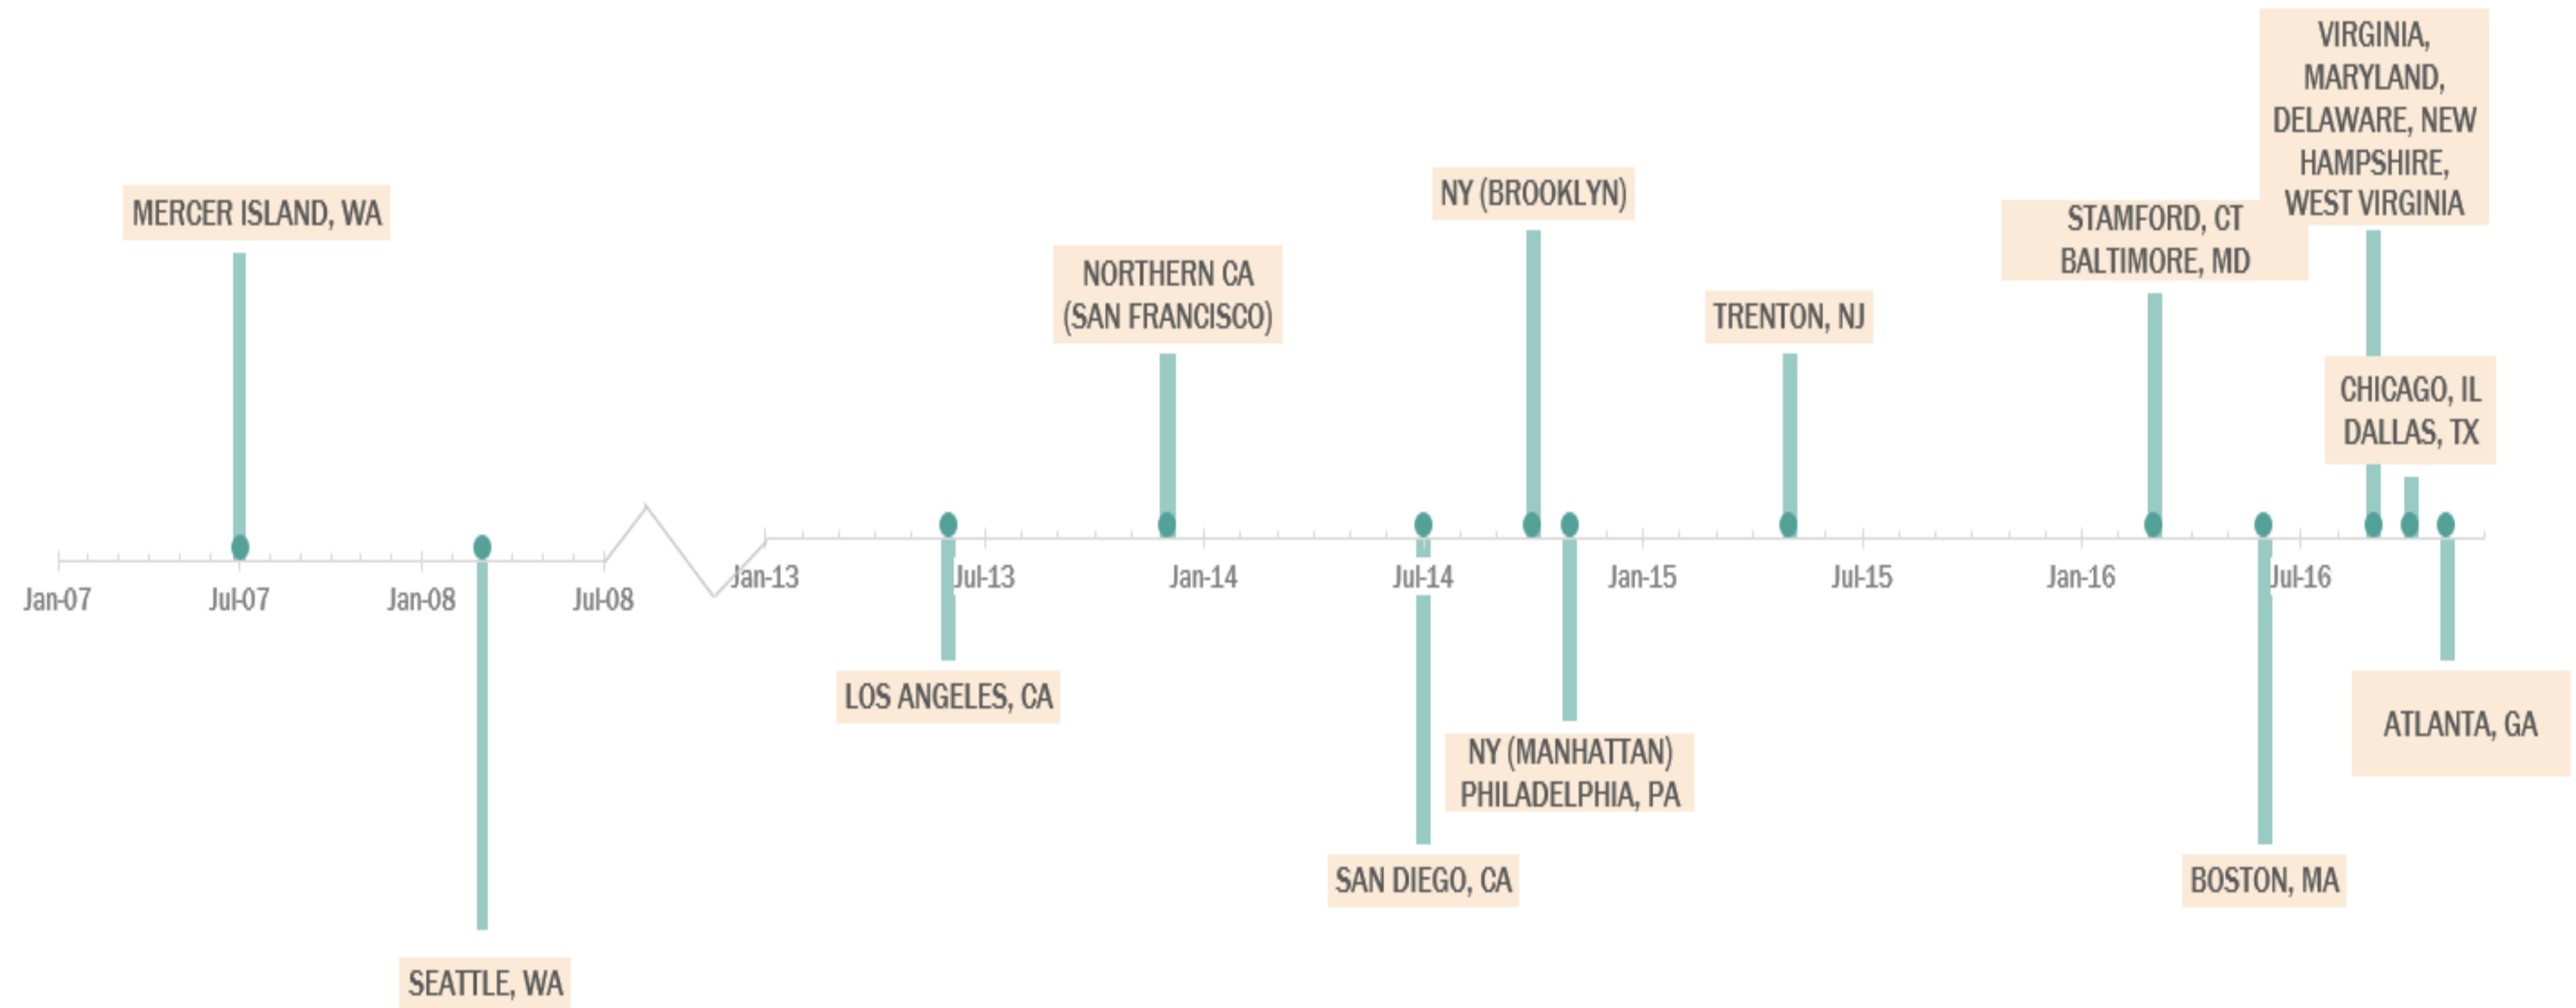 VIRGINIA,
MARYLAND,
DELAWARE, NEW
HAMPSHIRE,
WEST VIRGINIA
MERCER ISLAND, WA
NY (BROOKLYN)
STAMFORD, CT
BALTIMORE, MD
NORTHERN CA
(SAN FRANCISCO)
TRENTON, NJ
CHICAGO, IL
DALLAS, TX
Jan-07
Jul-07
Jan-08
Jul-08
Jan-13
Jul-13
Jan-14
Jul-14
Jan-15
Jul-15
Jan-16
Jul-16
LOS ANGELES, CA
NY (MANHATTAN)
PHILADELPHIA, PA
ATLANTA, GA
SAN DIEGO, CA
BOSTON, MA
SEATTLE, WA